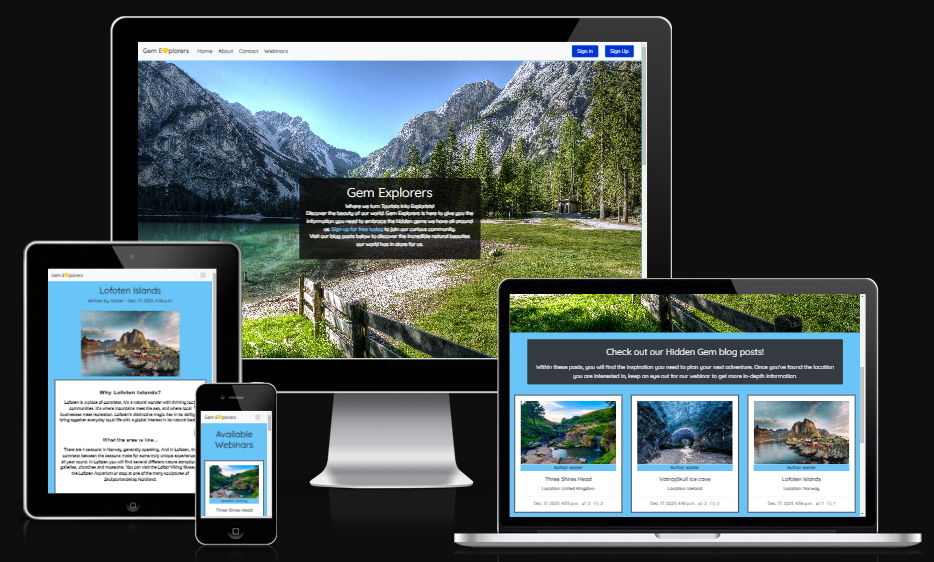 Gem E plorers
Home
About
Contact
Webinars
Sign In
Sign Up
Gem Explorers
Where we turn Tourists into Explorists!
Discover the beauty of our world. Gem Explorers is here to give you the
information you need to embrace the hidden gems we have all around
us. Sign up for free today to join our curious community.
Visit our blog posts below to discover the incredible natural beauties
our world has in store for us.
Gem E plorers
Lofoten Islands
Written by: - Dec. 17, 2023, 4:56 p.m.
Why Lofoten Islands?
Lofoten is a place of contrasts. It's a natural wonder with thriving local
communities. It's where mountains meet the sea, and where local
businesses meet recreation. Lofoten's distinctive magic lies in its ability
bring together everyday local life with a global interest in its natural
What the area is like...
There are 4 seasons in Norway, generally speaking. And in Lofoten, the
contrasts between the seasons make for some truly unique experiences
all year round. In Lofoten you will find several different nature
galleries, churches and museums. You can visit the Lofotr Viking Museum,
the Lofoten Aquarium or stop at one of the many sculptures of
Skulpturlandskap Nordland.
Gem E plorers
Available
Webinars
Three Shires Head
Check out our Hidden Gem blog posts!
Within these posts, you will find the inspiration you need to plan your next adventure. Once you've found the location
you are interested in, keep an eye out for our webinar to get more in-depth information.
Author:
Three Shires Head
Location: United Kingdom
Dec. 17, 2023, 4:59 p.m. 2 2
Author:
Vatnajökull ice cave
Location: Iceland
Dec. 17, 2023, 4:58 p.m. 2 2
Author:
Lofoten Islands
Location: Norway
Dec. 17, 2023, 4:56 p.m. 1 1